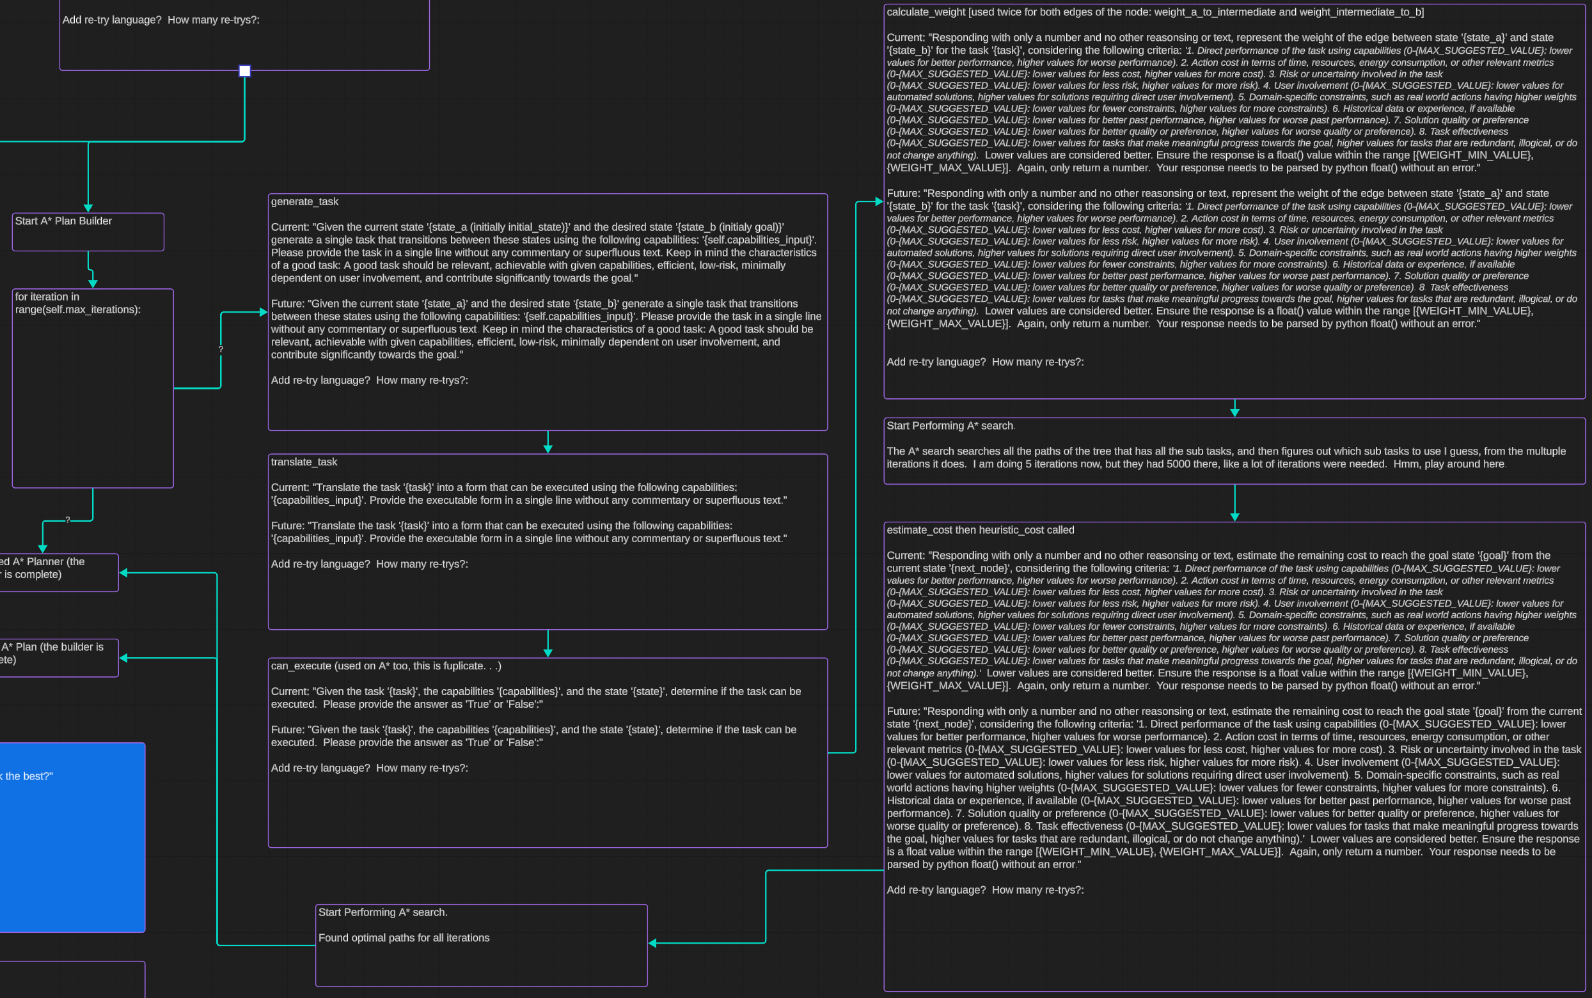 Add re-try language?  How many re-trys?:
Start A* Plan Builder
for iteration in
range(self.max_iterations):
?
?
ed A* Planner (the
r is complete)
A* Plan (the builder is
ete)
k the best?"
generate_task
Current: "Given the current state '{state_a (initially initial_state)}' and the desired state '{state_b (initialy goal)}'
generate a single task that transitions between these states using the following capabilities: '{self.capabilities_input}'.
Please provide the task in a single line without any commentary or superfluous text. Keep in mind the characteristics
of a good task: A good task should be relevant, achievable with given capabilities, efficient, low-risk, minimally
dependent on user involvement, and contribute significantly towards the goal."
Future: "Given the current state '{state_a}' and the desired state '{state_b}' generate a single task that transitions
between these states using the following capabilities: '{self.capabilities_input}'. Please provide the task in a single line
without any commentary or superfluous text. Keep in mind the characteristics of a good task: A good task should be
relevant, achievable with given capabilities, efficient, low-risk, minimally dependent on user involvement, and
contribute significantly towards the goal."
Add re-try language?  How many re-trys?:
translate_task
Current: "Translate the task '{task}' into a form that can be executed using the following capabilities:
'{capabilities_input}'. Provide the executable form in a single line without any commentary or superfluous text."
Future: "Translate the task '{task}' into a form that can be executed using the following capabilities:
'{capabilities_input}'. Provide the executable form in a single line without any commentary or superfluous text."
Add re-try language?  How many re-trys?:
can_execute (used on A* too, this is fuplicate. . .)
Current: "Given the task '{task}', the capabilities '{capabilities}', and the state '{state}', determine if the task can be
executed.  Please provide the answer as 'True' or 'False':"
Future: "Given the task '{task}', the capabilities '{capabilities}', and the state '{state}', determine if the task can be
executed.  Please provide the answer as 'True' or 'False':"
Add re-try language?  How many re-trys?:
Start Performing A* search.
Found optimal paths for all iterations
calculate_weight [used twice for both edges of the node: weight_a_to_intermediate and weight_intermediate_to_b]
Current: "Responding with only a number and no other reasonsing or text, represent the weight of the edge between state '{state_a}' and state
'{state_b}' for the task '{task}', considering the following criteria: '1. Direct performance of the task using capabilities (0-{MAX_SUGGESTED_VALUE}: lower
values for better performance, higher values for worse performance). 2. Action cost in terms of time, resources, energy consumption, or other relevant metrics
(0-{MAX_SUGGESTED_VALUE}: lower values for less cost, higher values for more cost). 3. Risk or uncertainty involved in the task
(0-{MAX_SUGGESTED_VALUE}: lower values for less risk, higher values for more risk). 4. User involvement (0-{MAX_SUGGESTED_VALUE}: lower values for
automated solutions, higher values for solutions requiring direct user involvement). 5. Domain-specific constraints, such as real world actions having higher weights
(0-{MAX_SUGGESTED_VALUE}: lower values for fewer constraints, higher values for more constraints). 6. Historical data or experience, if available
(0-{MAX_SUGGESTED_VALUE}: lower values for better past performance, higher values for worse past performance). 7. Solution quality or preference
(0-{MAX_SUGGESTED_VALUE}: lower values for better quality or preference, higher values for worse quality or preference). 8. Task effectiveness
(0-{MAX_SUGGESTED_VALUE}: lower values for tasks that make meaningful progress towards the goal, higher values for tasks that are redundant, illogical, or do
not change anything).  Lower values are considered better. Ensure the response is a float() value within the range [{WEIGHT_MIN_VALUE},
{WEIGHT_MAX_VALUE}].  Again, only return a number.  Your response needs to be parsed by python float() without an error."
Future: "Responding with only a number and no other reasonsing or text, represent the weight of the edge between state '{state_a}' and state
'{state_b}' for the task '{task}', considering the following criteria: '1. Direct performance of the task using capabilities (0-{MAX_SUGGESTED_VALUE}: lower
values for better performance, higher values for worse performance). 2. Action cost in terms of time, resources, energy consumption, or other relevant metrics
(0-{MAX_SUGGESTED_VALUE}: lower values for less cost, higher values for more cost). 3. Risk or uncertainty involved in the task
(0-{MAX_SUGGESTED_VALUE}: lower values for less risk, higher values for more risk). 4. User involvement (0-{MAX_SUGGESTED_VALUE}: lower values for
automated solutions, higher values for solutions requiring direct user involvement). 5. Domain-specific constraints, such as real world actions having higher weights
(0-{MAX_SUGGESTED_VALUE}: lower values for fewer constraints, higher values for more constraints). 6. Historical data or experience, if available
(0-{MAX_SUGGESTED_VALUE}: lower values for better past performance, higher values for worse past performance). 7. Solution quality or preference
(0-{MAX_SUGGESTED_VALUE}: lower values for better quality or preference, higher values for worse quality or preference). 8 Task effectiveness
(0-{MAX_SUGGESTED_VALUE}: lower values for tasks that make meaningful progress towards the goal, higher values for tasks that are redundant, illogical, or do
not change anything).  Lower values are considered better. Ensure the response is a float() value within the range [{WEIGHT_MIN_VALUE},
{WEIGHT_MAX_VALUE}].  Again, only return a number.  Your response needs to be parsed by python float() without an error."
Add re-try language?  How many re-trys?:
Start Performing A* search.
The A* search searches all the paths of the tree that has all the sub tasks, and then figures out which sub tasks to use I guess, from the multiple
iterations it does.  I am doing 5 iterations now, but they had 5000 there, like a lot of iterations were needed.  Hmm, play around here.
estimate_cost then heuristic_cost called
Current: "Responding with only a number and no other reasonsing or text, estimate the remaining cost to reach the goal state '{goal}' from the
current state '{next_node}', considering the following criteria: '1. Direct performance of the task using capabilities (0-{MAX_SUGGESTED_VALUE}: lower
values for better performance, higher values for worse performance). 2. Action cost in terms of time, resources, energy consumption, or other relevant metrics
(0-{MAX_SUGGESTED_VALUE}: lower values for less cost, higher values for more cost). 3. Risk or uncertainty involved in the task
(0-{MAX_SUGGESTED_VALUE}: lower values for less risk, higher values for more risk). 4. User involvement (0-{MAX_SUGGESTED_VALUE}: lower values for
automated solutions, higher values for solutions requiring direct user involvement). 5. Domain-specific constraints, such as real world actions having higher weights
(0-{MAX_SUGGESTED_VALUE}: lower values for fewer constraints, higher values for more constraints). 6. Historical data or experience, if available
(0-{MAX_SUGGESTED_VALUE}: lower values for better past performance, higher values for worse past performance). 7. Solution quality or preference
(0-{MAX_SUGGESTED_VALUE}: lower values for better quality or preference, higher values for worse quality or preference). 8. Task effectiveness
(0-{MAX_SUGGESTED_VALUE}: lower values for tasks that make meaningful progress towards the goal, higher values for tasks that are redundant, illogical, or do
not change anything).'  Lower values are considered better. Ensure the response is a float() value within the range [{WEIGHT_MIN_VALUE},
{WEIGHT_MAX_VALUE}].  Again, only return a number.  Your response needs to be parsed by python float() without an error."
Future: "Responding with only a number and no other reasonsing or text, estimate the remaining cost to reach the goal state '{goal}' from the current
state '{next_node}', considering the following criteria: '1. Direct performance of the task using capabilities (0-{MAX_SUGGESTED_VALUE}: lower
values for better performance, higher values for worse performance). 2. Action cost in terms of time, resources, energy consumption, or other
relevant metrics (0-{MAX_SUGGESTED_VALUE}: lower values for less cost, higher values for more cost). 3. Risk or uncertainty involved in the task
(0-{MAX_SUGGESTED_VALUE}: lower values for less risk, higher values for more risk). 4. User involvement (0-{MAX_SUGGESTED_VALUE}:
lower values for automated solutions, higher values for solutions requiring direct user involvement). 5. Domain-specific constraints, such as real
world actions having higher weights (0-{MAX_SUGGESTED_VALUE}: lower values for fewer constraints, higher values for more constraints). 6.
Historical data or experience, if available (0-{MAX_SUGGESTED_VALUE}: lower values for better past performance, higher values for worse past
performance). 7. Solution quality or preference (0-{MAX_SUGGESTED_VALUE}: lower values for better quality or preference, higher values for
worse quality or preference). 8. Task effectiveness (0-{MAX_SUGGESTED_VALUE}: lower values for tasks that make meaningful progress towards
the goal, higher values for tasks that are redundant, illogical, or do not change anything).'  Lower values are considered better. Ensure the response
is a float value within the range [{WEIGHT_MIN_VALUE}, {WEIGHT_MAX_VALUE}].  Again, only return a number.  Your response needs to be
parsed by python float() without an error."
Add re-try language?  How many re-trys?: